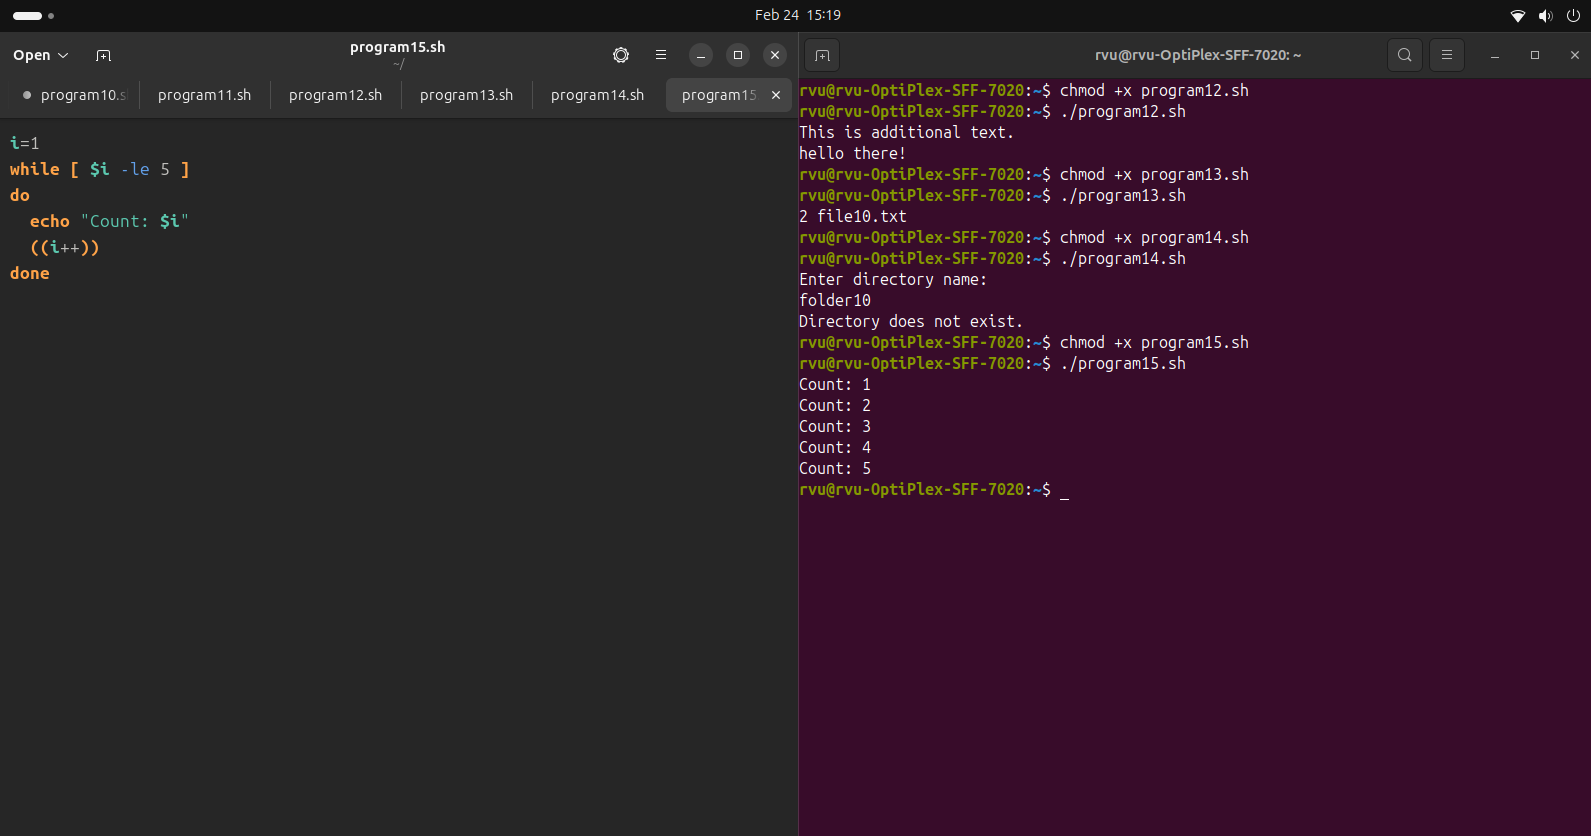 Feb 24 15:19
Open
program15.sh
~/
program10.s
program11.sh
program12.sh
program13.sh
program14.sh
program15
i=1
while [ $i -le 5 ]
do
  echo "Count: $i"
  ((i++))
done
rvu@rvu-OptiPlex-SFF-7020: ~
rvu@rvu-OptiPlex-SFF-7020:~$ chmod +x program12.sh
rvu@rvu-OptiPlex-SFF-7020:~$ ./program12.sh
This is additional text.
hello there!
rvu@rvu-OptiPlex-SFF-7020:~$ chmod +x program13.sh
rvu@rvu-OptiPlex-SFF-7020:~$ ./program13.sh
2 file10.txt
rvu@rvu-OptiPlex-SFF-7020:~$ chmod +x program14.sh
rvu@rvu-OptiPlex-SFF-7020:~$ ./program14.sh
Enter directory name:
folder10
Directory does not exist.
rvu@rvu-OptiPlex-SFF-7020:~$ chmod +x program15.sh
rvu@rvu-OptiPlex-SFF-7020:~$ ./program15.sh
Count: 1
Count: 2
Count: 3
Count: 4
Count: 5
rvu@rvu-OptiPlex-SFF-7020:~$ _